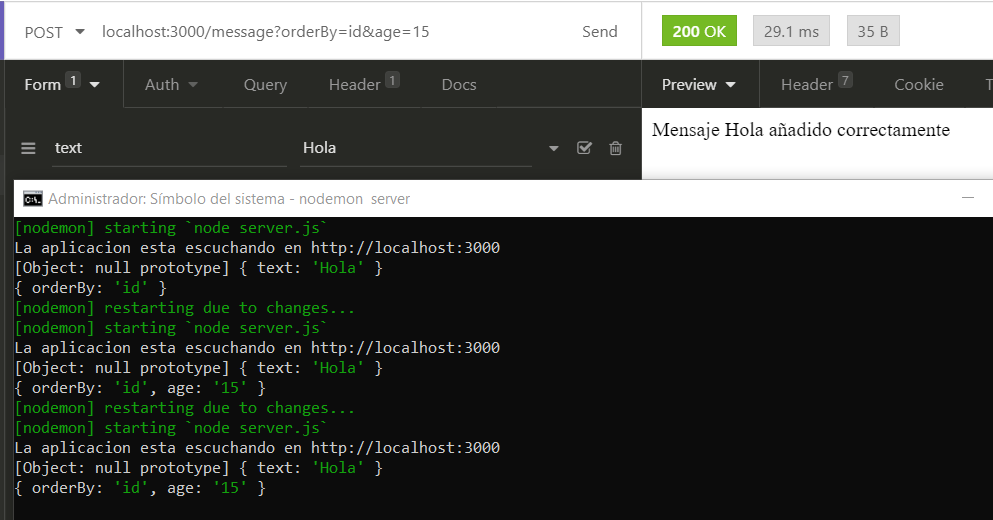 POST localhost:3000/message?orderBy=id&age=15 Send 200 OK 29.1 ms 35 B
Form 1 Auth Query Header 1 Docs Preview Header 7 Cookie
text Hola Mensaje Hola añadido correctamente
Administrador: Símbolo del sistema - nodemon server
[nodemon] starting `node server.js`
La aplicacion esta escuchando en http://localhost:3000
[Object: null prototype] { text: 'Hola' }
{ orderBy: 'id' }
[nodemon] restarting due to changes...
[nodemon] starting `node server.js`
La aplicacion esta escuchando en http://localhost:3000
[Object: null prototype] { text: 'Hola' }
{ orderBy: 'id', age: '15' }
[nodemon] restarting due to changes...
[nodemon] starting `node server.js`
La aplicacion esta escuchando en http://localhost:3000
[Object: null prototype] { text: 'Hola' }
{ orderBy: 'id', age: '15' }